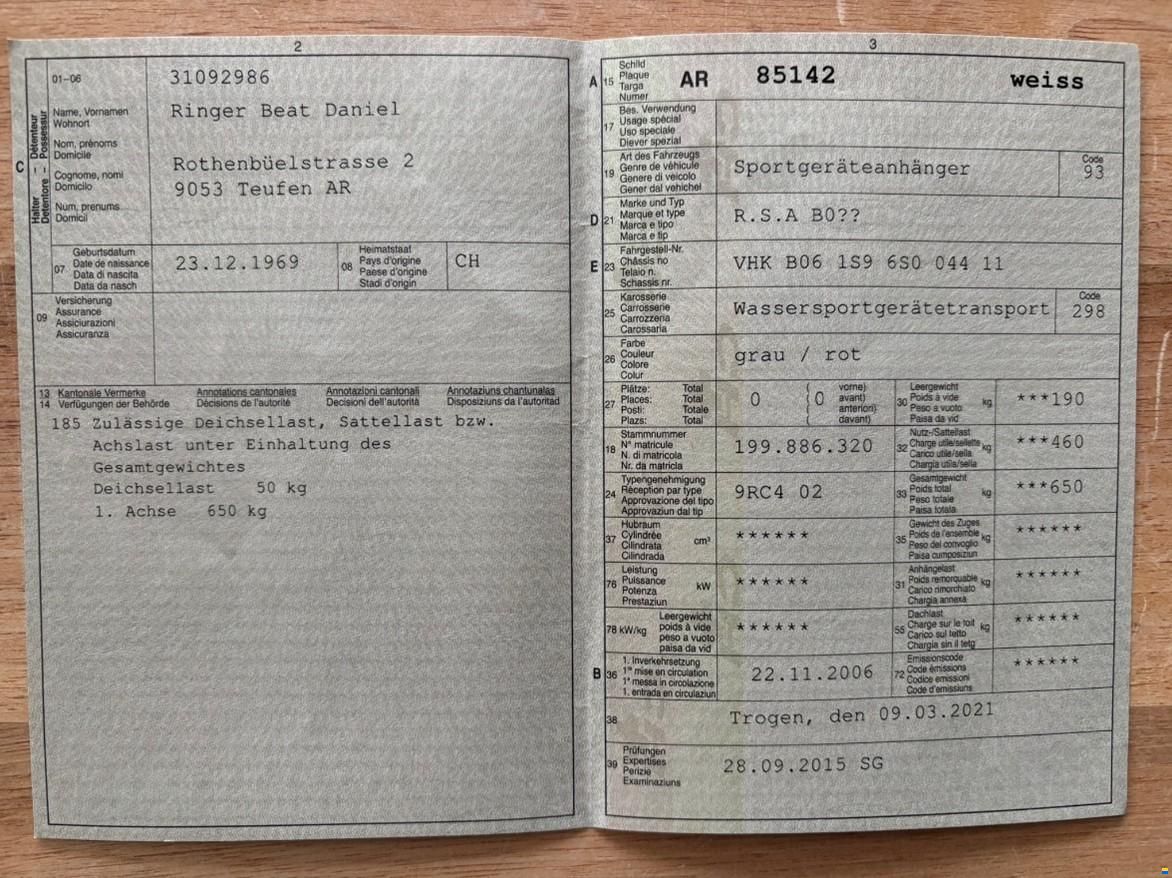 2
01-06
31092986
Name, Vornamen
Wohnort
Nom, prénoms
Domicile
Cognome, nomi
Domicilo
Num, prenums
Domicil
C
Halter – Détenteur
Detentore – Possessur
Ringer Beat Daniel
Rothenbüelstrasse 2
9053 Teufen AR
07
Geburtsdatum
Date de naissance
Data di nascita
Data da nasch
23.12.1969
08
Heimatstaat
Pays d'origine
Paese d'origine
Stadi d'origin
CH
09
Versicherung
Assurance
Assiciurazioni
Assicuranza
13 Kantonale Vermerke Annotations cantonales Annotazioni cantonali Annotaziuns chantunalas
14 Verfügungen der Behörde Décisions de l'autorité Decisioni dell'autorità Disposiziuns da l'autoritad
185 Zulässige Deichsellast, Sattellast bzw.
Achslast unter Einhaltung des
Gesamtgewichtes
Deichsellast 50 kg
1. Achse 650 kg
3
A 15
Schild
Plaque
Targa
Numer
AR 85142 weiss
17
Bes. Verwendung
Usage spécial
Uso speciale
Diever spezial
19
Art des Fahrzeugs
Genre de véhicule
Genere di veicolo
Gener dal vehichel
Sportgeräteanhänger
Code
93
D 21
Marke und Typ
Marque et type
Marca e tipo
Marca e tip
R.S.A B0??
E 23
Fahrgestell-Nr.
Châssis no
Telaio n.
Schassis nr.
VHK B06 1S9 6S0 044 11
25
Karosserie
Carrosserie
Carrozzeria
Carossaria
Wassersportgerätetransport
Code
298
26
Farbe
Couleur
Colore
Colur
grau / rot
27
Plätze: Total
Places: Total
Posti: Totale
Plazs: Total
0
( vorne)
(0 avant)
( anteriori)
davant)
30
Leergewicht
Poids à vide
Peso a vuoto
Paisa da vid
kg
***190
18
Stammnummer
N° matricule
N. di matricola
Nr. da matricla
199.886.320
32
Nutz-/Sattellast
Charge utile/sellette
Carico utile/sella
Chargia utila/sella
kg
***460
24
Typengenehmigung
Réception par type
Approvazione del tipo
Approvaziun dal tip
9RC4 02
33
Gesamtgewicht
Poids total
Peso totale
Paisa totala
kg
***650
37
Hubraum
Cylindrée
Cilindrata
Cilindrada
cm³
******
35
Gewicht des Zuges
Poids de l'ensemble
Peso del convoglio
Paisa cumposiziun
kg
******
76
Leistung
Puissance
Potenza
Prestaziun
kW
******
31
Anhängelast
Poids remorquable
Carico rimorchiato
Chargia annexa
kg
******
78 kW/kg
Leergewicht
poids à vide
peso a vuoto
paisa da vid
******
55
Dachlast
Charge sur le toit
Carico sul tetto
Chargia sin il tetg
kg
******
B 36
1. Inverkehrsetzung
1re mise en circulation
1a messa in circolazione
1. entrada en circulaziun
22.11.2006
72
Emissionscode
Code émissions
Codice emissioni
Code d'emissiuns
******
38
Trogen, den 09.03.2021
39
Prüfungen
Expertises
Perizie
Examinaziuns
28.09.2015 SG